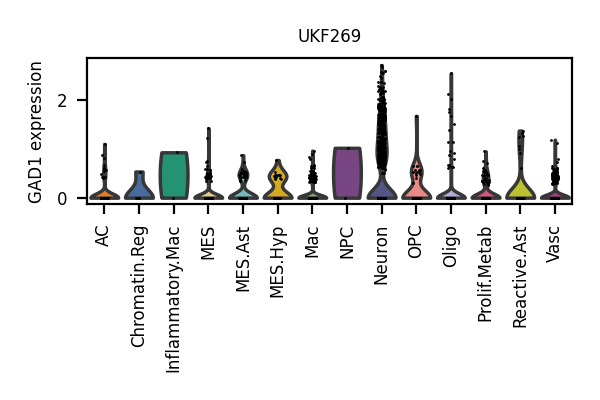 UKF269
GAD1 expression
2
0
AC
Chromatin.Reg
Inflammatory.Mac
MES
MES.Ast
MES.Hyp
Mac
NPC
Neuron
OPC
Oligo
Prolif.Metab
Reactive.Ast
Vasc